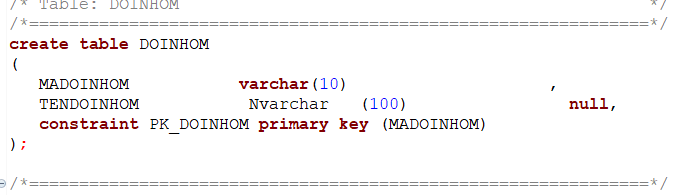 /* Table: DOINHOM */
/*==============================================================*/
create table DOINHOM
(
MADOINHOM varchar(10) ,
TENDOINHOM Nvarchar (100) null,
constraint PK_DOINHOM primary key (MADOINHOM)
);
/*==============================================================*/